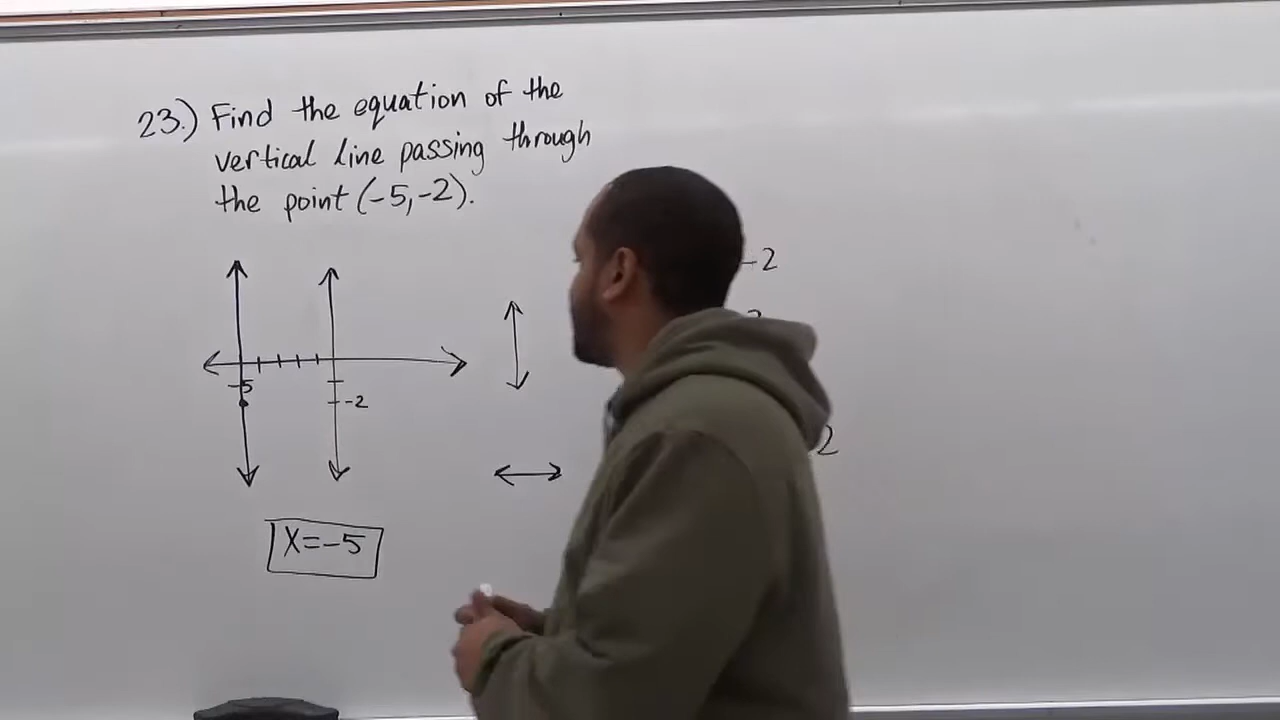 23.) Find the equation of the
vertical line passing through
the point (-5,-2).
-2
-5
-2
2
X=-5